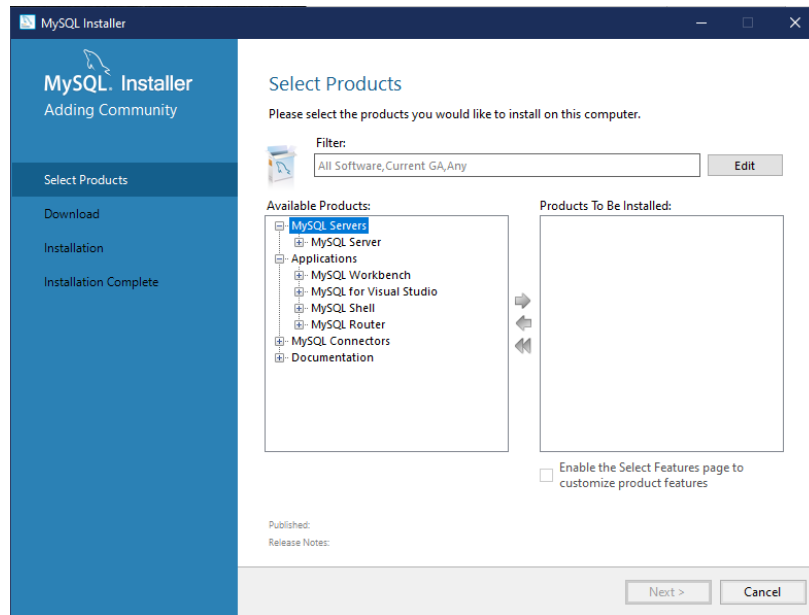 MySQL Installer
MySQL. Installer
Adding Community
Select Products
Download
Installation
Installation Complete
Select Products
Please select the products you would like to install on this computer.
Filter:
All Software,Current GA,Any
Edit
Available Products:
MySQL Servers
MySQL Server
Applications
MySQL Workbench
MySQL for Visual Studio
MySQL Shell
MySQL Router
MySQL Connectors
Documentation
Products To Be Installed:
Enable the Select Features page to
customize product features
Published:
Release Notes:
Next >
Cancel